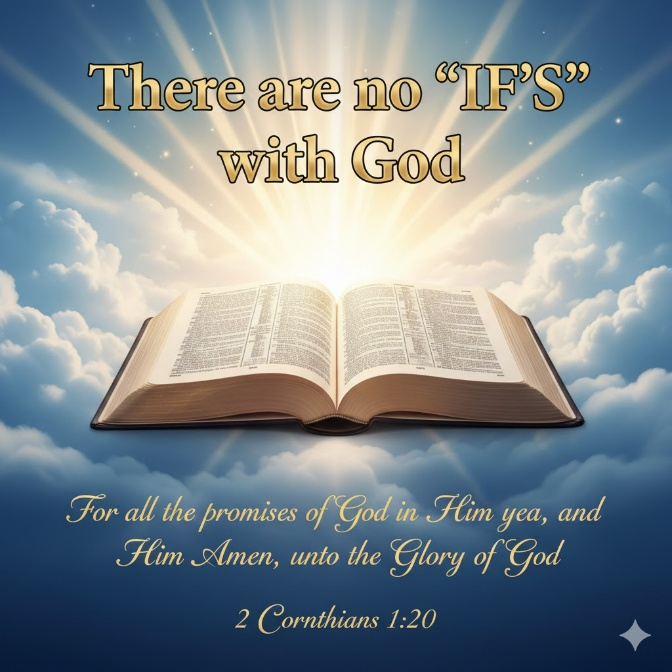 There are no “IF’S”
with God
For all the promises of God in Him yea, and
Him Amen, unto the Glory of God
2 Cornthians 1:20